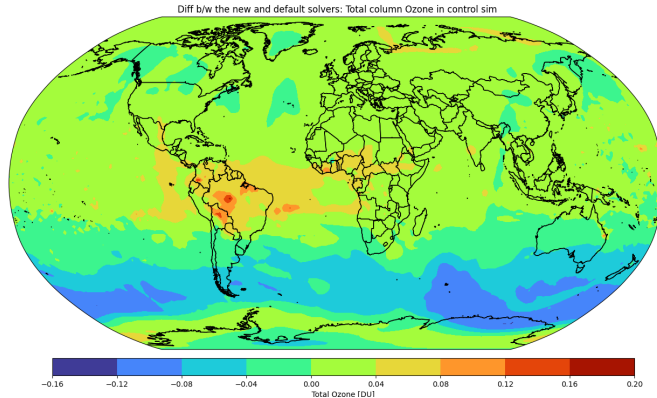 Diff b/w the new and default solvers: Total column Ozone in control sim
−0.16 −0.12 −0.08 −0.04 0.00 0.04 0.08 0.12 0.16 0.20
Total Ozone [DU]